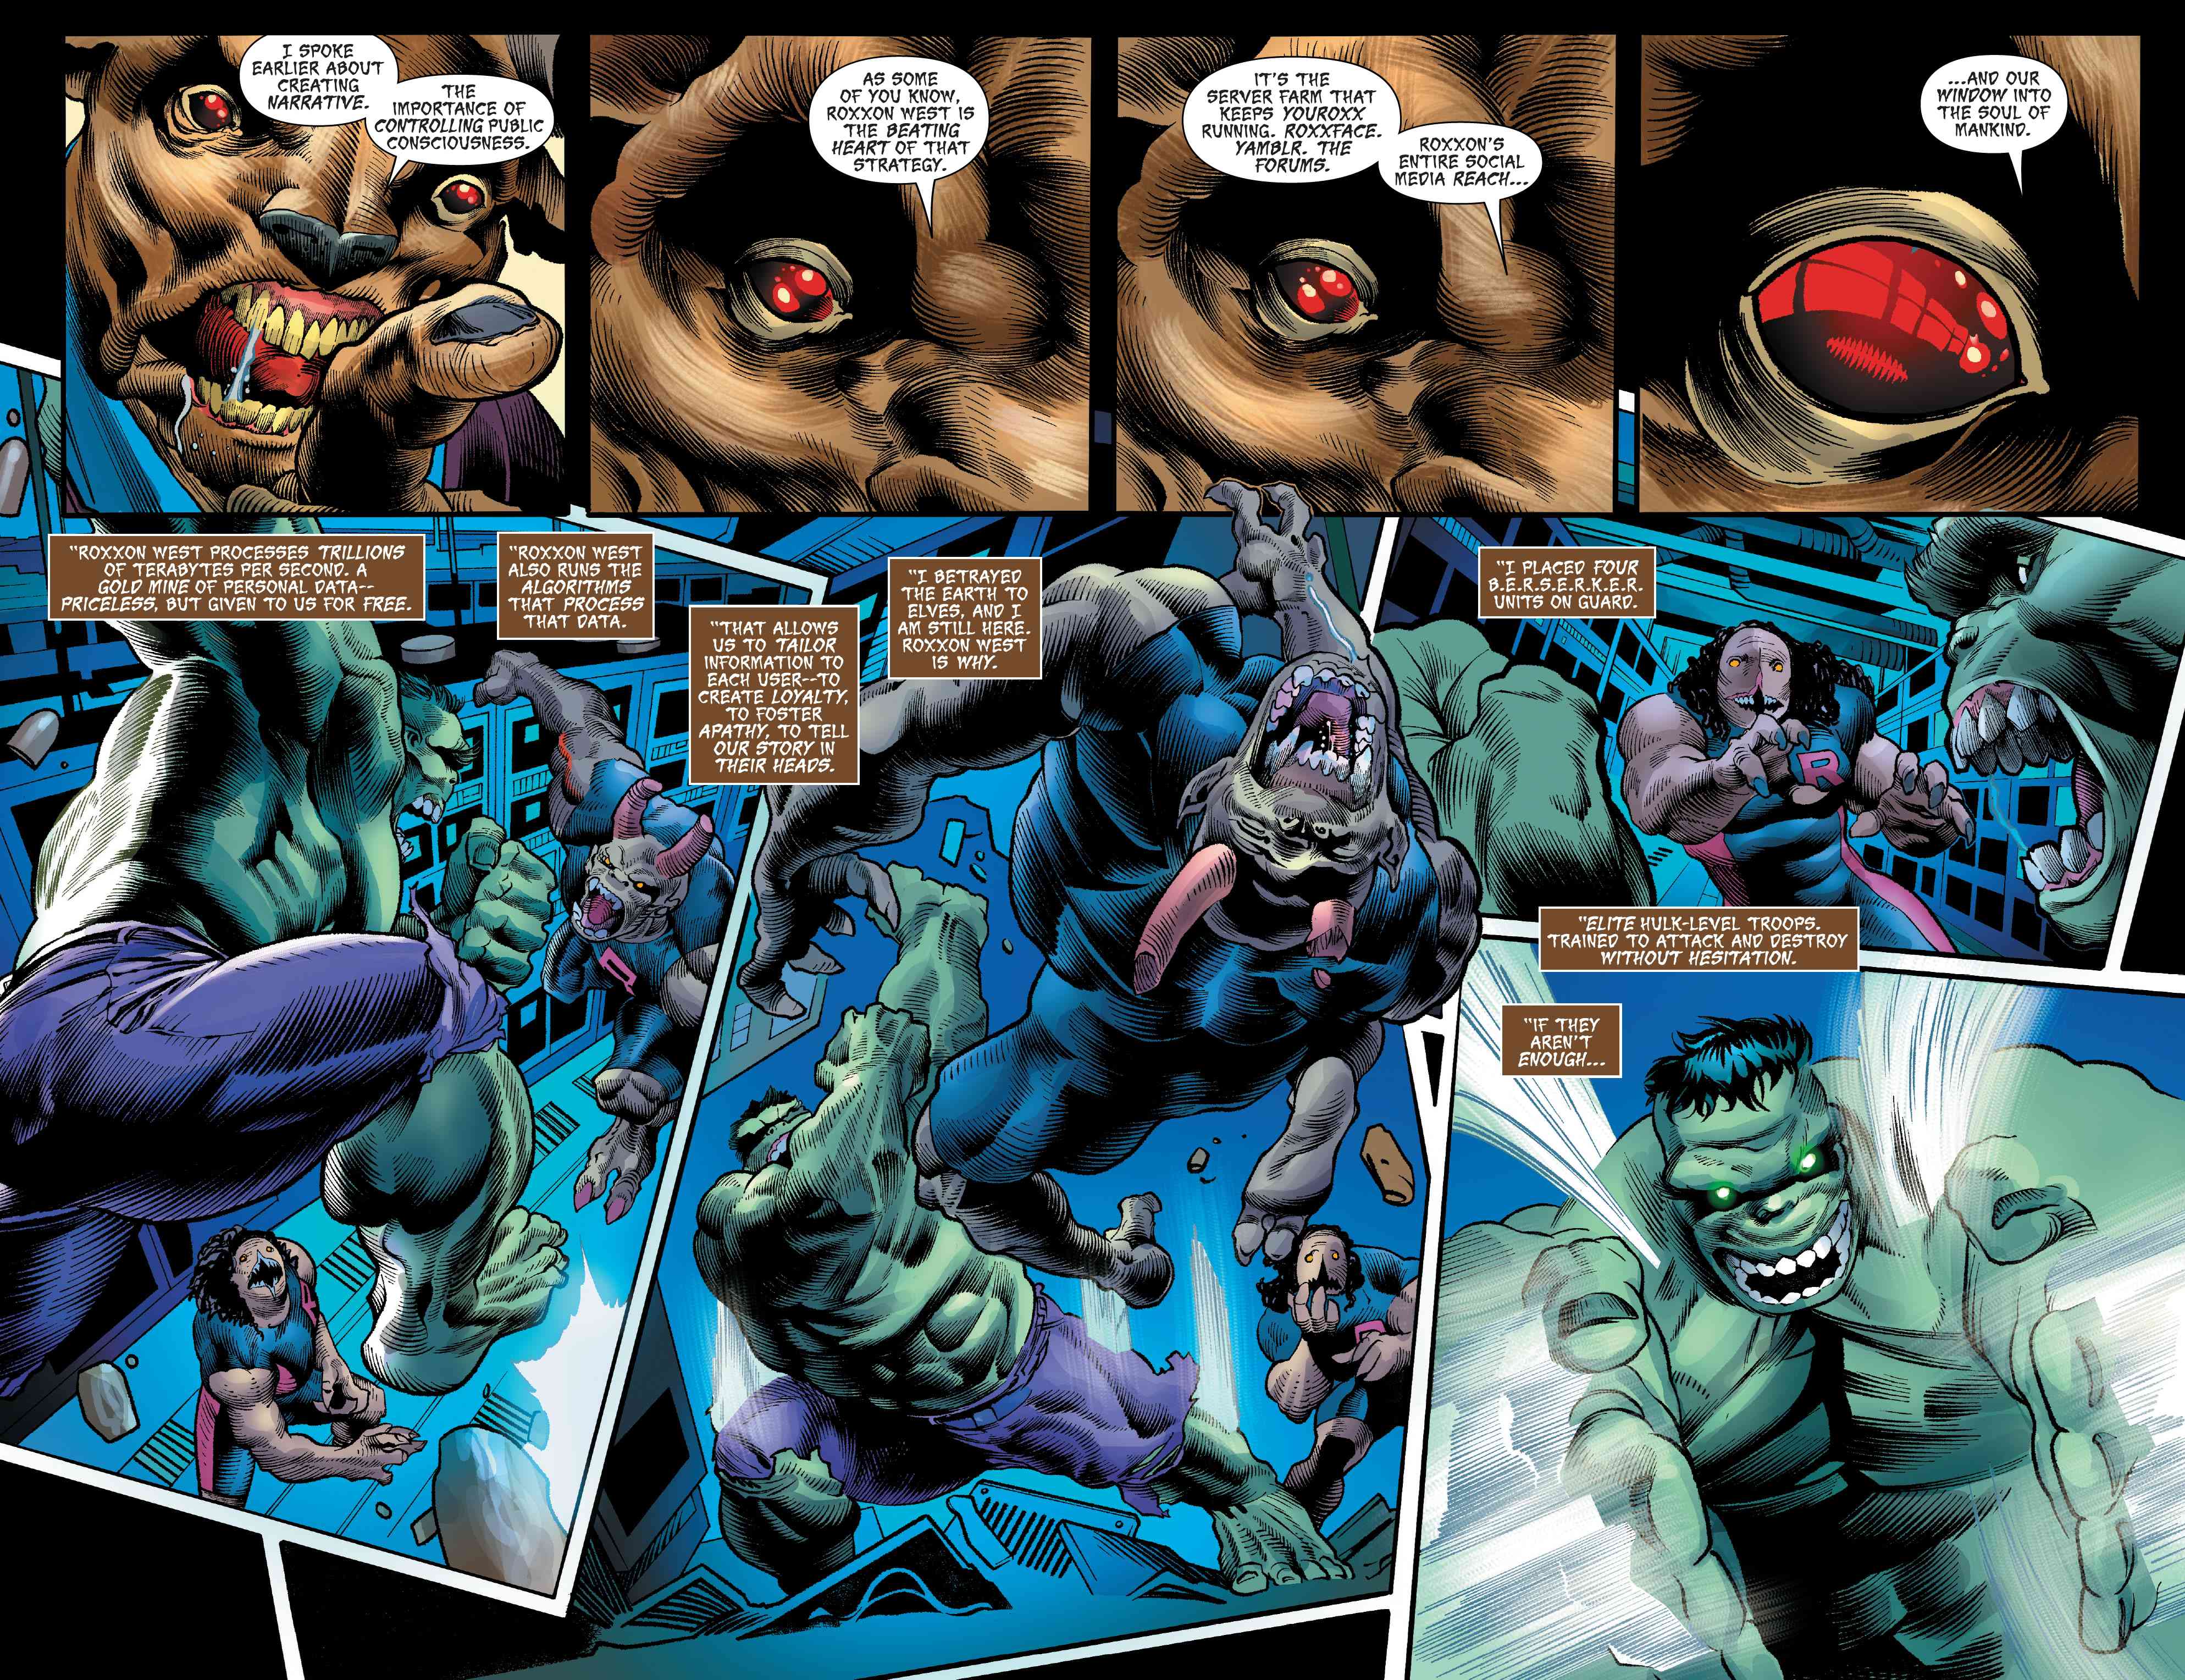 I SPOKE
EARLIER ABOUT
CREATING
NARRATIVE.
THE
IMPORTANCE OF
CONTROLLING PUBLIC
CONSCIOUSNESS.
AS SOME
OF YOU KNOW,
ROXXON WEST IS
THE BEATING
HEART OF THAT
STRATEGY.
IT'S THE
SERVER FARM THAT
KEEPS YOUROXX
RUNNING. ROXXFACE.
YAMBLR. THE
FORUMS.
ROXXON'S
ENTIRE SOCIAL
MEDIA REACH...
...AND OUR
WINDOW INTO
THE SOUL OF
MANKIND.
"ROXXON WEST PROCESSES TRILLIONS
OF TERABYTES PER SECOND. A
GOLD MINE OF PERSONAL DATA--
PRICELESS, BUT GIVEN TO US FOR FREE.
"ROXXON WEST
ALSO RUNS THE
ALGORITHMS
THAT PROCESS
THAT DATA.
"THAT ALLOWS
US TO TAILOR
INFORMATION TO
EACH USER--TO
CREATE LOYALTY,
TO FOSTER
APATHY, TO TELL
OUR STORY IN
THEIR HEADS.
"I BETRAYED
THE EARTH TO
ELVES, AND I
AM STILL HERE.
ROXXON WEST
IS WHY.
"I PLACED FOUR
B.E.R.S.E.R.K.E.R.
UNITS ON GUARD.
R
"ELITE HULK-LEVEL TROOPS.
TRAINED TO ATTACK AND DESTROY
WITHOUT HESITATION.
"IF THEY
AREN'T
ENOUGH...